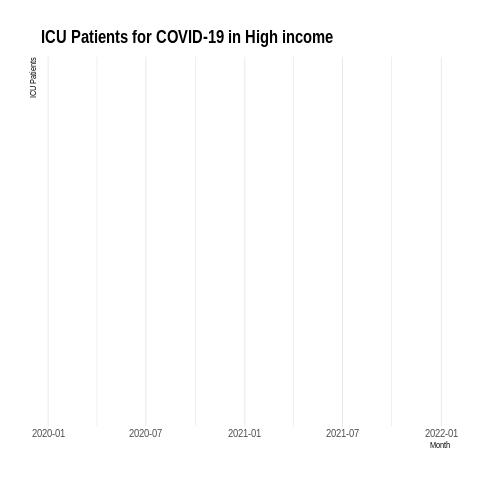 ICU Patients for COVID-19 in High income
ICU Patients
2020-01 2020-07 2021-01 2021-07 2022-01
Month